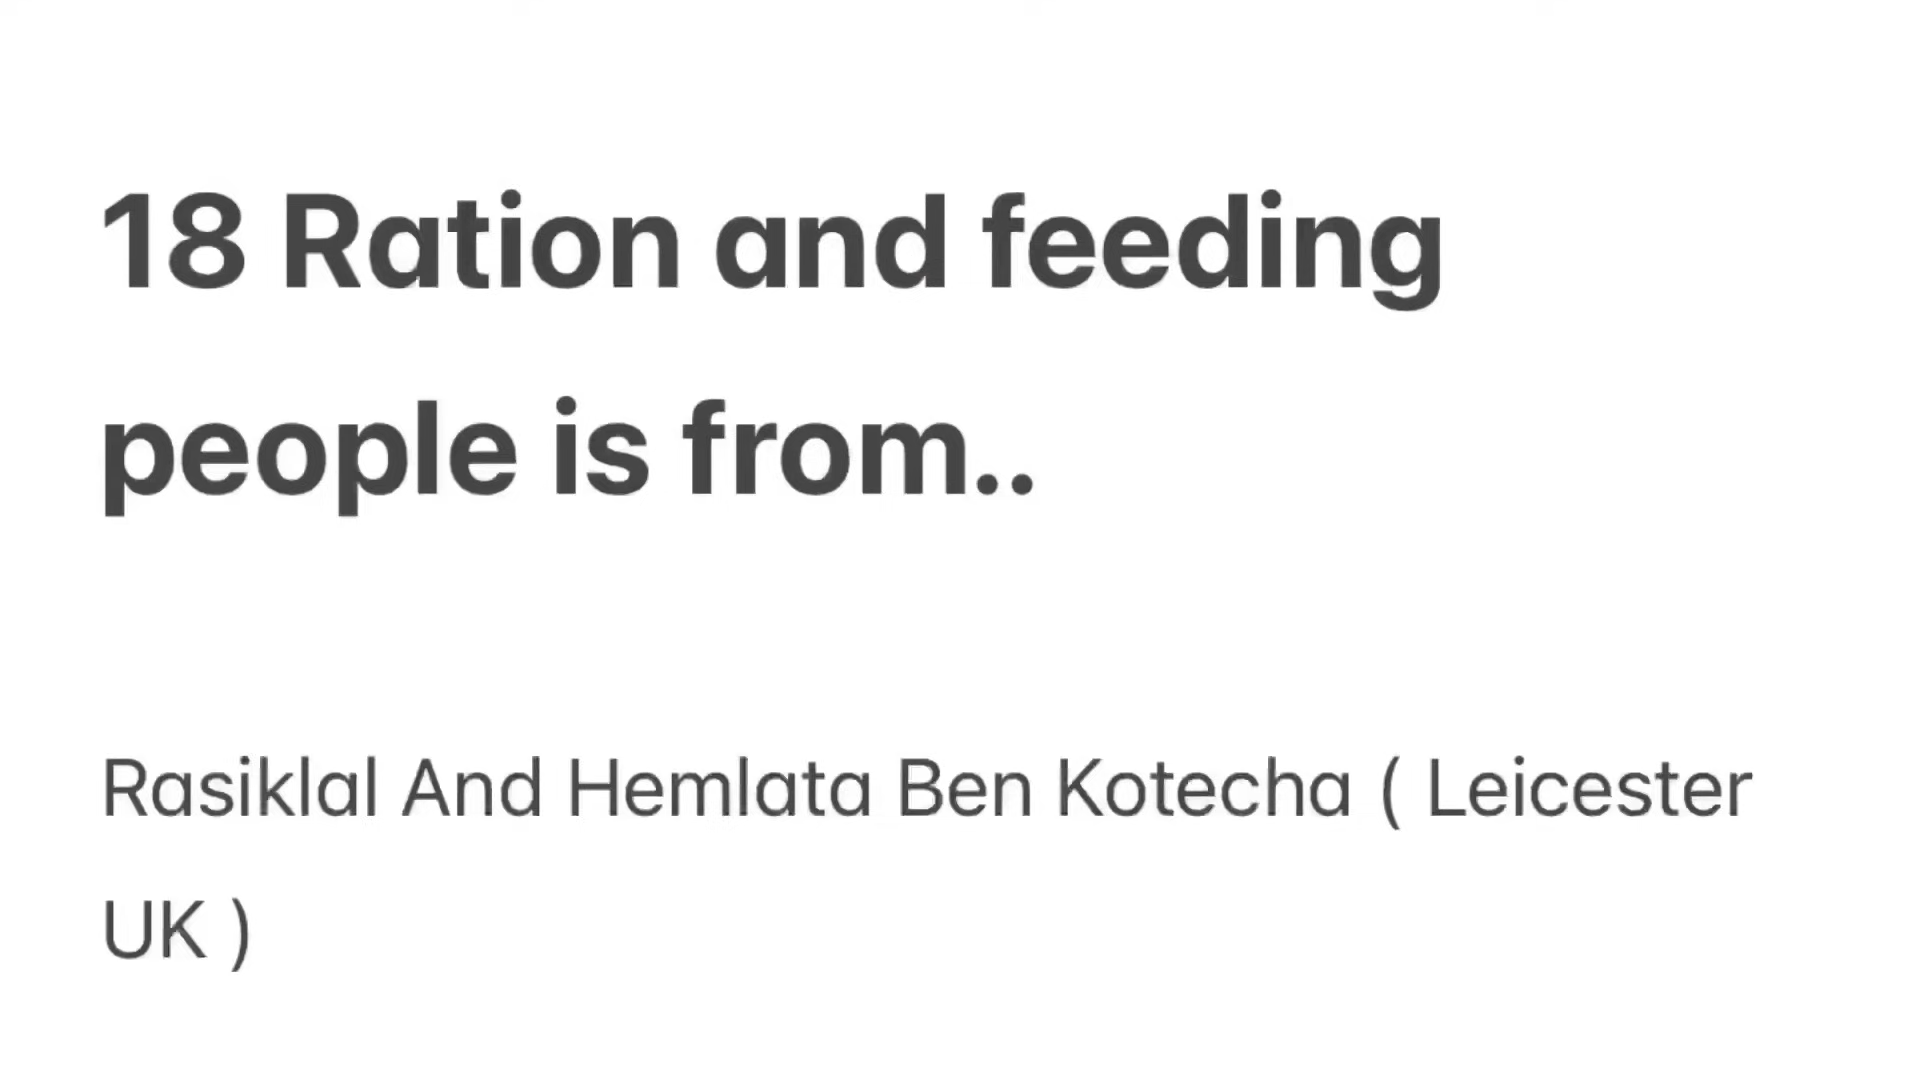 18 Ration and feeding
people is from..
Rasiklal And Hemlata Ben Kotecha ( Leicester
UK )